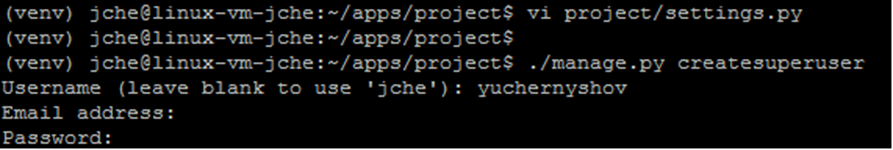 (venv) jche@linux-vm-jche:~/apps/project$ vi project/settings.py
(venv) jche@linux-vm-jche:~/apps/project$
(venv) jche@linux-vm-jche:~/apps/project$ ./manage.py createsuperuser
Username (leave blank to use 'jche'): yuchernyshov
Email address:
Password: